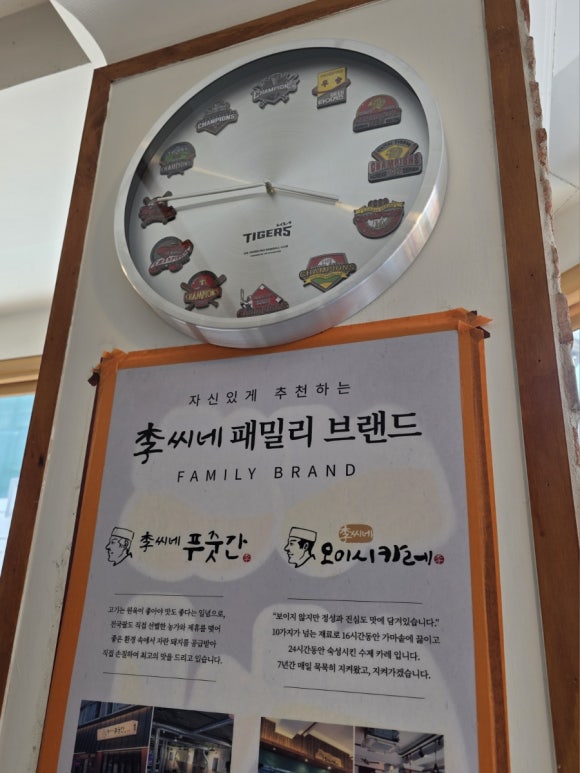 CHAMPIONS
CHAMPIONS
CHAMPIONS
KIA
TIGERS
CHAMPIONS
CHAMPIONS
자신있게 추천하는
李씨네 패밀리 브랜드
FAMILY BRAND
李씨네 푸줏간
李씨네
오이시카레
고기는 원육이 좋아야 맛도 좋다는 일념으로,
전국팔도 직접 선별한 농가와 제휴를 맺어
좋은 환경 속에서 자란 돼지를 공급받아
직접 손질하여 최고의 맛을 드리고 있습니다.
"보이지 않지만 정성과 진심도 맛에 담겨있습니다."
10가지가 넘는 재료로 16시간동안 가마솥에 끓이고
24시간동안 숙성시킨 수제 카레 입니다.
7년간 매일 묵묵히 지켜왔고, 지켜가겠습니다.